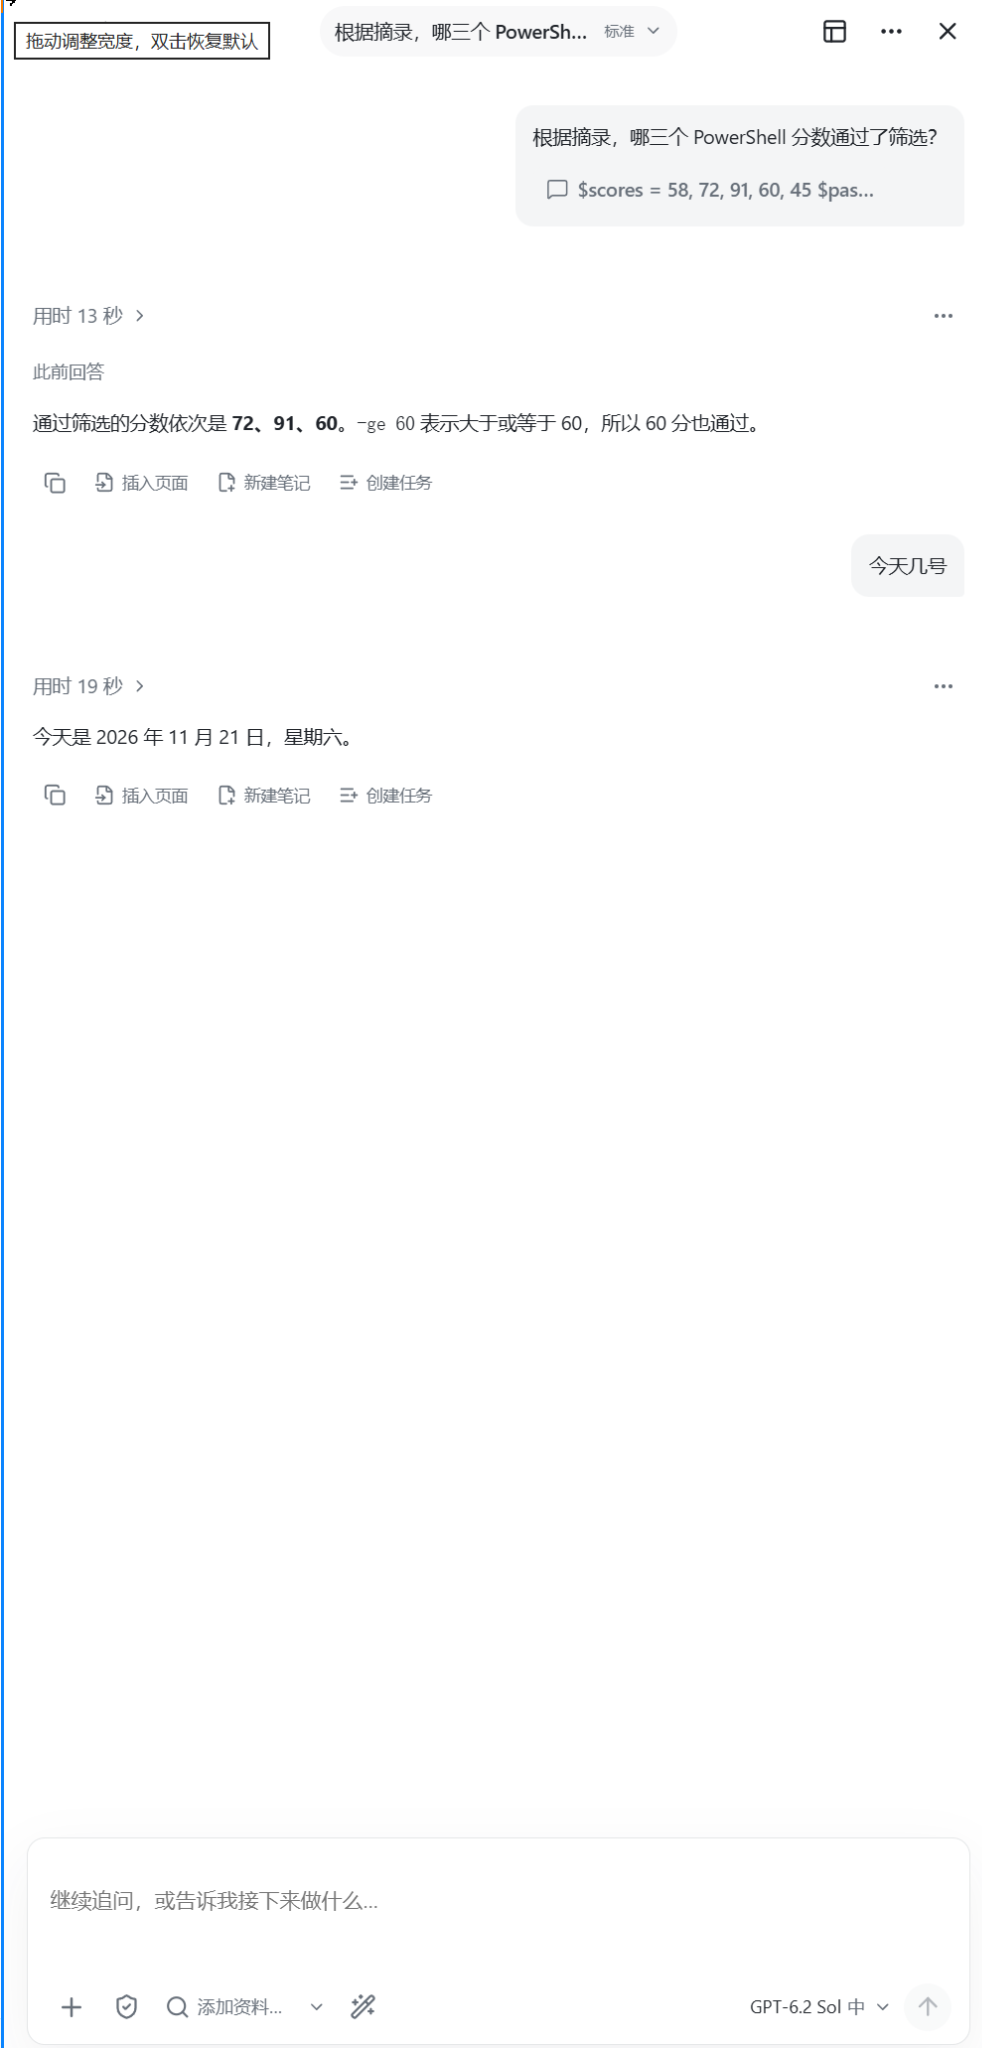 拖动调整宽度，双击恢复默认
根据摘录，哪三个 PowerSh... 标准
根据摘录，哪三个 PowerShell 分数通过了筛选？
$scores = 58, 72, 91, 60, 45 $pas...
用时 13 秒
此前回答
通过筛选的分数依次是 72、91、60。-ge 60 表示大于或等于 60，所以 60 分也通过。
插入页面 新建笔记 创建任务
今天几号
用时 19 秒
今天是 2026 年 11 月 21 日，星期六。
插入页面 新建笔记 创建任务
继续追问，或告诉我接下来做什么...
添加资料... GPT-6.2 Sol 中